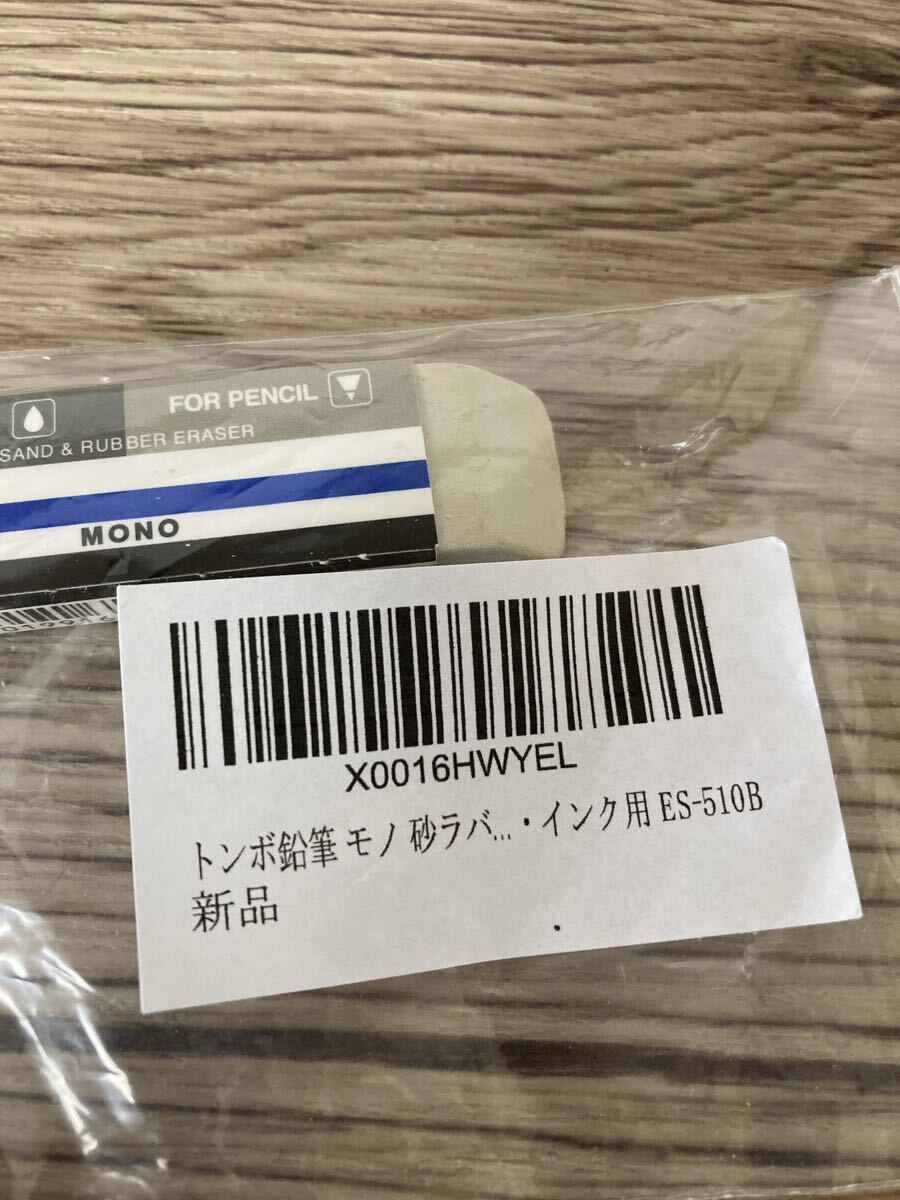 FOR PENCIL
SAND & RUBBER ERASER
MONO
X0016HWYEL
トンボ鉛筆 モノ 砂ラバ...・インク用 ES-510B
新品